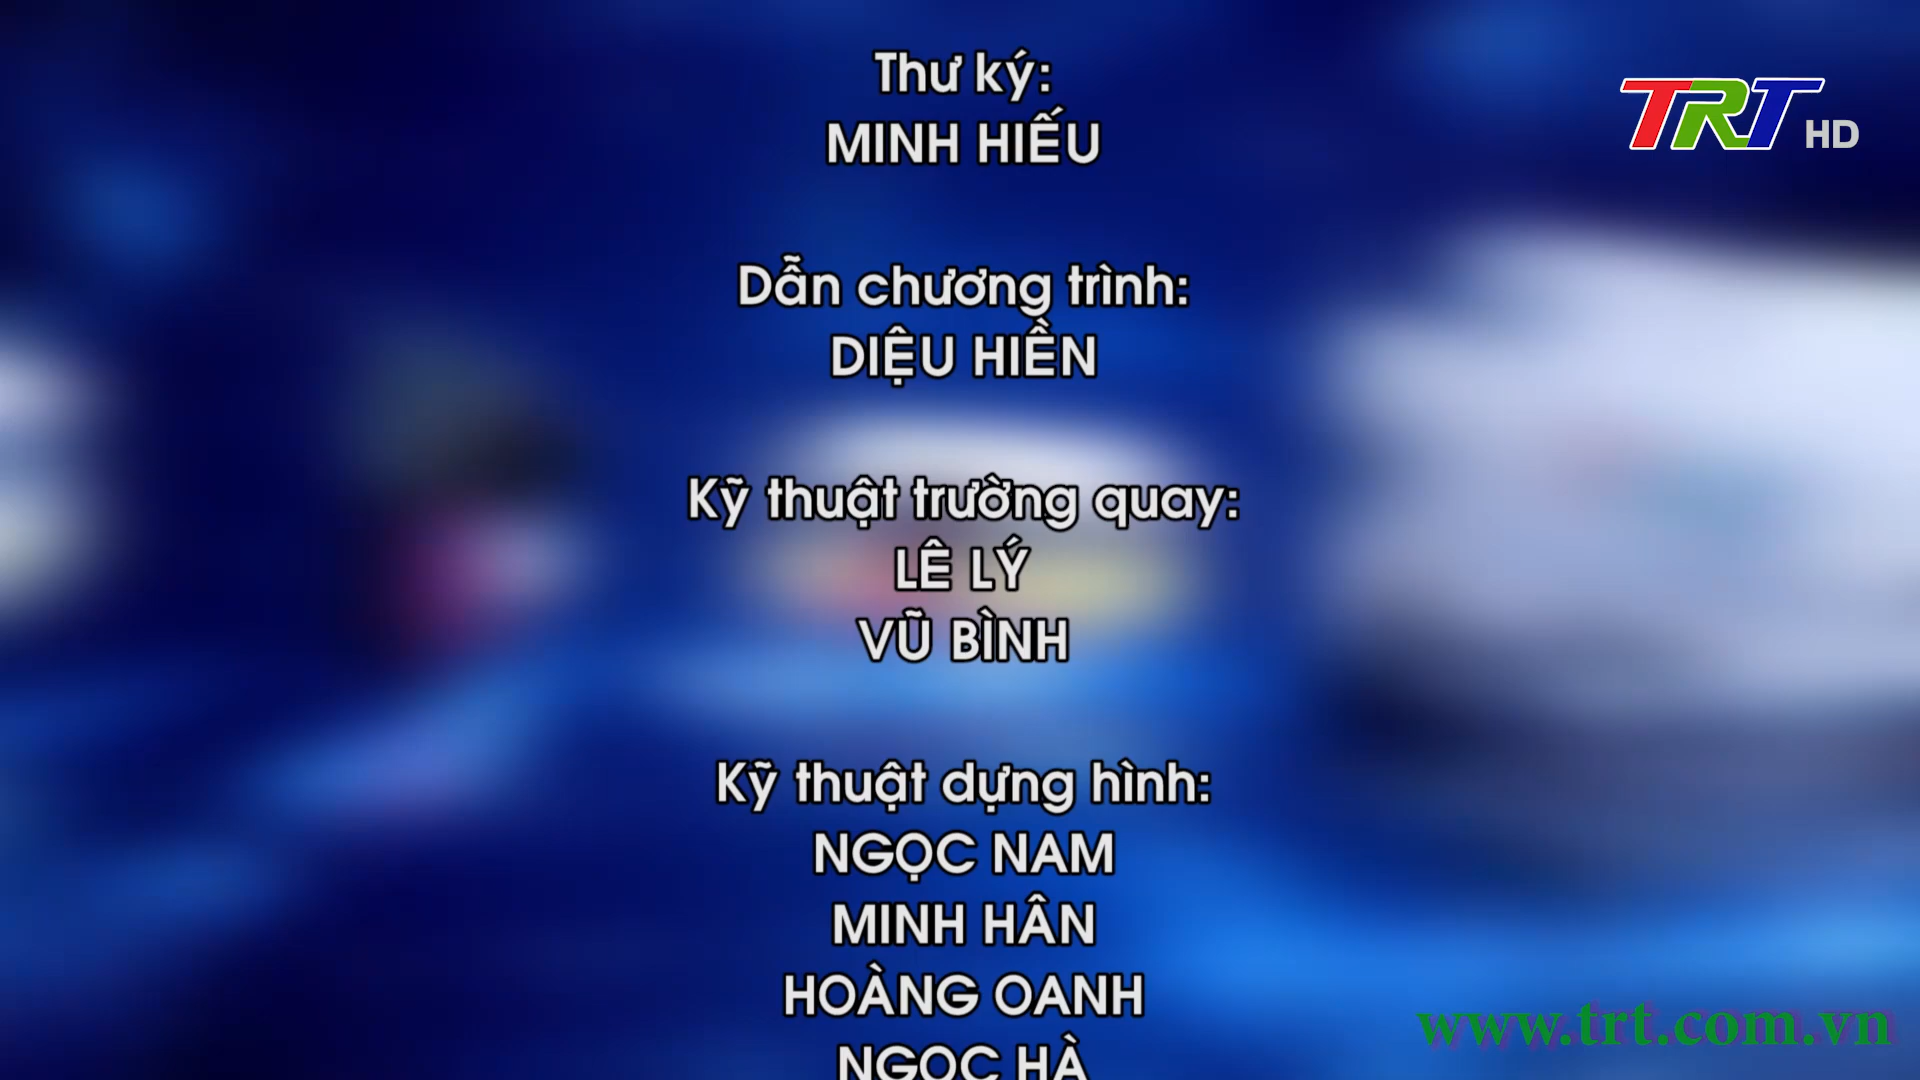 Thư ký:
MINH HIẾU
TRT HD
Dẫn chương trình:
DIỆU HIỀN
Kỹ thuật trường quay:
LÊ LÝ
VŨ BÌNH
Kỹ thuật dựng hình:
NGỌC NAM
MINH HÂN
HOÀNG OANH
www.trt.com.vn
NGỌC HÀ